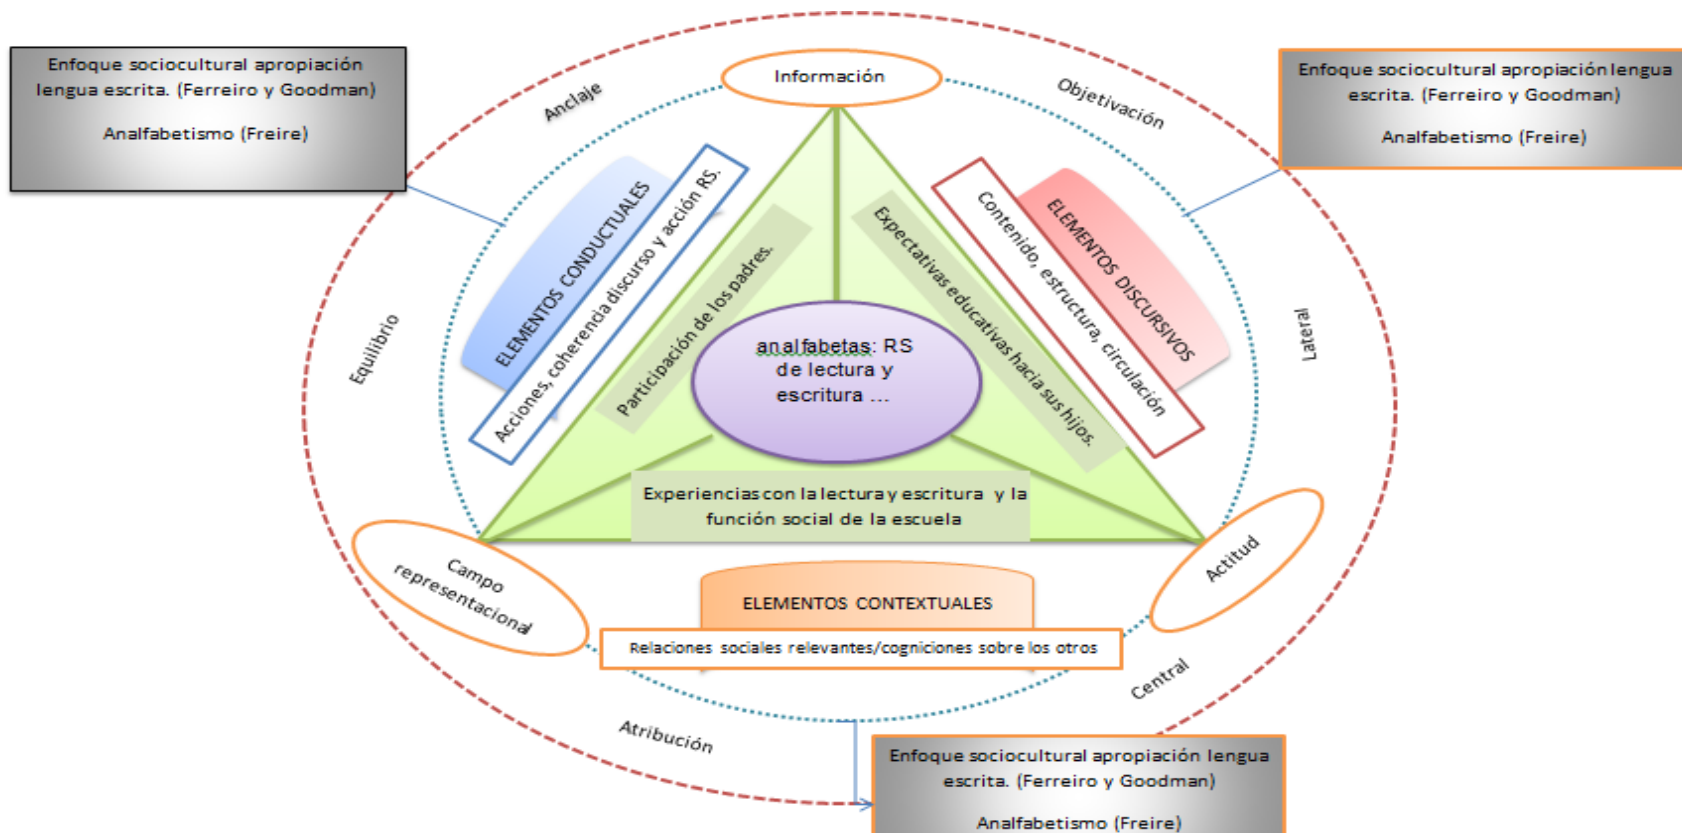 Información
Enfoque sociocultural apropiación
lengua escrita. (Ferreiro y Goodman)
Analfabetismo (Freire)
Enfoque sociocultural apropiación lengua
escrita. (Ferreiro y Goodman)
Analfabetismo (Freire)
Anclaje
Objetivación
Equilibrio
Lateral
ELEMENTOS CONDUCTUALES
Acciones, coherencia discurso y acción RS.
Participación de los padres.
Expectativas educativas hacia sus hijos.
Contenido, estructura, circulación
ELEMENTOS DISCURSIVOS
analfabetas: RS
de lectura y
escritura ...
Experiencias con la lectura y escritura y la
función social de la escuela
Campo
representacional
Actitud
ELEMENTOS CONTEXTUALES
Relaciones sociales relevantes/cogniciones sobre los otros
Central
Atribución
Enfoque sociocultural apropiación lengua
escrita. (Ferreiro y Goodman)
Analfabetismo (Freire)